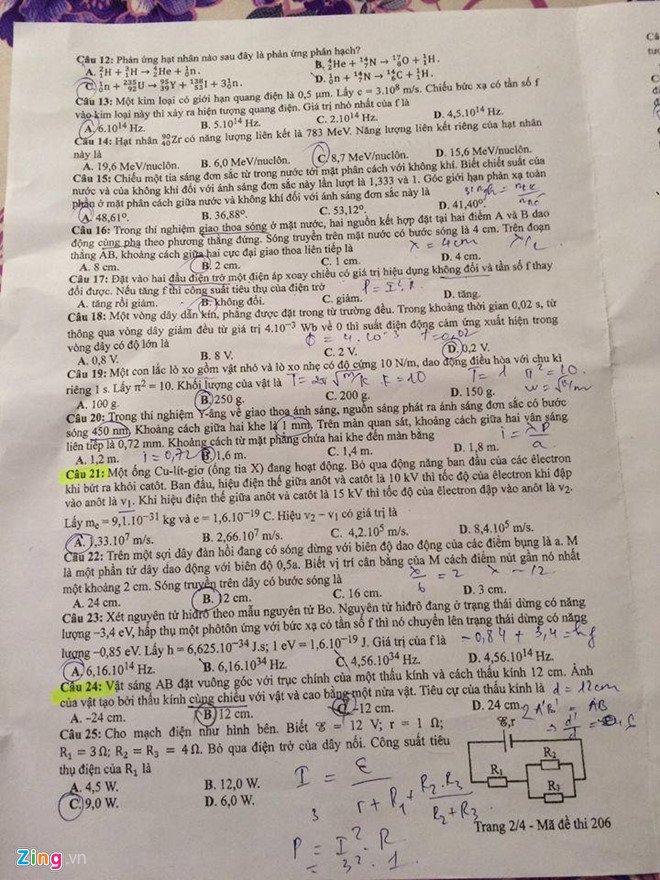 Câu 12: Phản ứng hạt nhân nào sau đây là phản ứng phân hạch?
A. ²₁H + ³₁H → ⁴₂He + ¹₀n.
B. ⁴₂He + ¹⁴₇N → ¹⁷₈O + ¹₁H.
C. ¹₀n + ²³⁵₉₂U → ⁹⁵₃₉Y + ¹³⁸₅₃I + 3¹₀n.
D. ¹₀n + ¹⁴₇N → ¹⁴₆C + ¹₁H.
Câu 13: Một kim loại có giới hạn quang điện là 0,5 μm. Lấy c = 3.10⁸ m/s. Chiếu bức xạ có tần số f
vào kim loại này thì xảy ra hiện tượng quang điện. Giá trị nhỏ nhất của f là
A. 6.10¹⁴ Hz. B. 5.10¹⁴ Hz. C. 2.10¹⁴ Hz. D. 4,5.10¹⁴ Hz.
Câu 14: Hạt nhân ⁹⁰₄₀Zr có năng lượng liên kết là 783 MeV. Năng lượng liên kết riêng của hạt nhân
này là
A. 19,6 MeV/nuclôn. B. 6,0 MeV/nuclôn. C. 8,7 MeV/nuclôn. D. 15,6 MeV/nuclôn.
Câu 15: Chiếu một tia sáng đơn sắc từ trong nước tới mặt phân cách với không khí. Biết chiết suất của
nước và của không khí đối với ánh sáng đơn sắc này lần lượt là 1,333 và 1. Góc giới hạn phản xạ toàn
phần ở mặt phân cách giữa nước và không khí đối với ánh sáng đơn sắc này là
A. 48,61°. B. 36,88°. C. 53,12°. D. 41,40°.
Câu 16: Trong thí nghiệm giao thoa sóng ở mặt nước, hai nguồn kết hợp đặt tại hai điểm A và B dao
động cùng pha theo phương thẳng đứng. Sóng truyền trên mặt nước có bước sóng là 4 cm. Trên đoạn
thẳng AB, khoảng cách giữa hai cực đại giao thoa liên tiếp là
λ = 4cm
A. 8 cm. B. 2 cm. C. 1 cm. D. 4 cm.
Câu 17: Đặt vào hai đầu điện trở một điện áp xoay chiều có giá trị hiệu dụng không đổi và tần số f thay
đổi được. Nếu tăng f thì công suất tiêu thụ của điện trở
P = I².R
A. tăng rồi giảm. B. không đổi. C. giảm. D. tăng.
Câu 18: Một vòng dây dẫn kín, phẳng được đặt trong từ trường đều. Trong khoảng thời gian 0,02 s, từ
thông qua vòng dây giảm đều từ giá trị 4.10⁻³ Wb về 0 thì suất điện động cảm ứng xuất hiện trong
vòng dây có độ lớn là
A. 0,8 V. B. 8 V. C. 2 V. D. 0,2 V.
Câu 19: Một con lắc lò xo gồm vật nhỏ và lò xo nhẹ có độ cứng 10 N/m, dao động điều hòa với chu kì
riêng 1 s. Lấy π² = 10. Khối lượng của vật là
A. 100 g. B. 250 g. C. 200 g. D. 150 g.
Câu 20: Trong thí nghiệm Y-âng về giao thoa ánh sáng, nguồn sáng phát ra ánh sáng đơn sắc có bước
sóng 450 nm, Khoảng cách giữa hai khe là 1 mm. Trên màn quan sát, khoảng cách giữa hai vân sáng
liên tiếp là 0,72 mm. Khoảng cách từ mặt phẳng chứa hai khe đến màn bằng
A. 1,2 m. B. 1,6 m. C. 1,4 m. D. 1,8 m.
i = 0,72
Câu 21: Một ống Cu-lít-giơ (ống tia X) đang hoạt động. Bỏ qua động năng ban đầu của các êlectron
khi bứt ra khỏi catôt. Ban đầu, hiệu điện thế giữa anôt và catôt là 10 kV thì tốc độ của êlectron khi đập
vào anôt là v₁. Khi hiệu điện thế giữa anôt và catôt là 15 kV thì tốc độ của êlectron đập vào anôt là v₂.
Lấy mₑ = 9,1.10⁻³¹ kg và e = 1,6.10⁻¹⁹ C. Hiệu v₂ − v₁ có giá trị là
A. 1,33.10⁷ m/s. B. 2,66.10⁷ m/s. C. 4,2.10⁵ m/s. D. 8,4.10⁵ m/s.
Câu 22: Trên một sợi dây đàn hồi đang có sóng dừng với biên độ dao động của các điểm bụng là a. M
là một phần tử dây dao động với biên độ 0,5a. Biết vị trí cân bằng của M cách điểm nút gần nó nhất
một khoảng 2 cm. Sóng truyền trên dây có bước sóng là
A. 24 cm. B. 12 cm. C. 16 cm. D. 3 cm.
Câu 23: Xét nguyên tử hiđrô theo mẫu nguyên tử Bo. Nguyên tử hiđrô đang ở trạng thái dừng có năng
lượng −3,4 eV, hấp thụ một phôtôn ứng với bức xạ có tần số f thì nó chuyển lên trạng thái dừng có năng
lượng −0,85 eV. Lấy h = 6,625.10⁻³⁴ J.s; 1 eV = 1,6.10⁻¹⁹ J. Giá trị của f là
A. 6,16.10¹⁴ Hz. B. 6,16.10³⁴ Hz. C. 4,56.10³⁴ Hz. D. 4,56.10¹⁴ Hz.
Câu 24: Vật sáng AB đặt vuông góc với trục chính của một thấu kính và cách thấu kính 12 cm. Ảnh
của vật tạo bởi thấu kính cùng chiều với vật và cao bằng một nửa vật. Tiêu cự của thấu kính là
d = 12cm
A. −24 cm. B. 12 cm. C. −12 cm. D. 24 cm.
Câu 25: Cho mạch điện như hình bên. Biết ℰ = 12 V; r = 1 Ω;
R₁ = 3 Ω; R₂ = R₃ = 4 Ω. Bỏ qua điện trở của dây nối. Công suất tiêu
thụ điện của R₁ là
A. 4,5 W. B. 12,0 W.
C. 9,0 W. D. 6,0 W.
ℰ,r
R₁
R₂
R₃
Trang 2/4 - Mã đề thi 206
Zing.vn